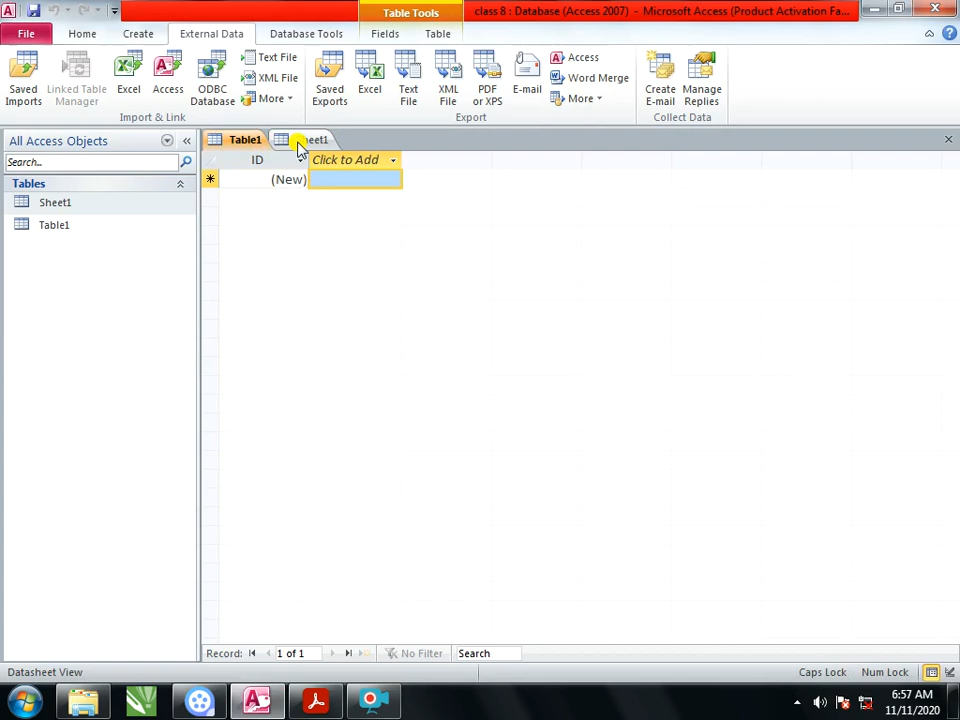 Table Tools
class 8 : Database (Access 2007) - Microsoft Access (Product Activation Fa...
File Home Create External Data Database Tools Fields Table
Saved Imports
Linked Table Manager
Excel
Access
ODBC Database
Text File
XML File
More
Import & Link
Saved Exports
Excel
Text File
XML File
PDF or XPS
E-mail
Access
Word Merge
More
Export
Create E-mail
Manage Replies
Collect Data
All Access Objects
Search...
Tables
Sheet1
Table1
Table1
ID Click to Add
(New)
Record: 1 of 1 No Filter Search
Datasheet View Caps Lock Num Lock
6:57 AM
11/11/2020